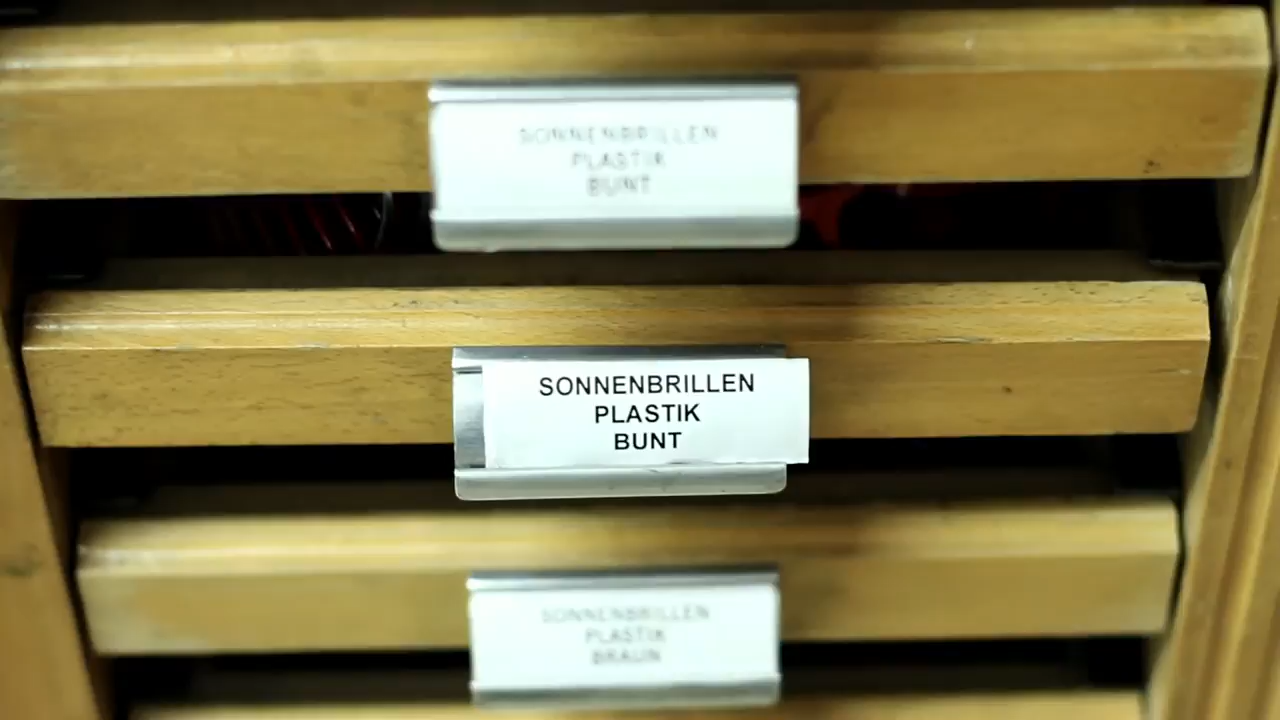 SONNENBRILLEN
PLASTIK
BUNT
SONNENBRILLEN
PLASTIK
BUNT
SONNENBRILLEN
PLASTIK
BRAUN